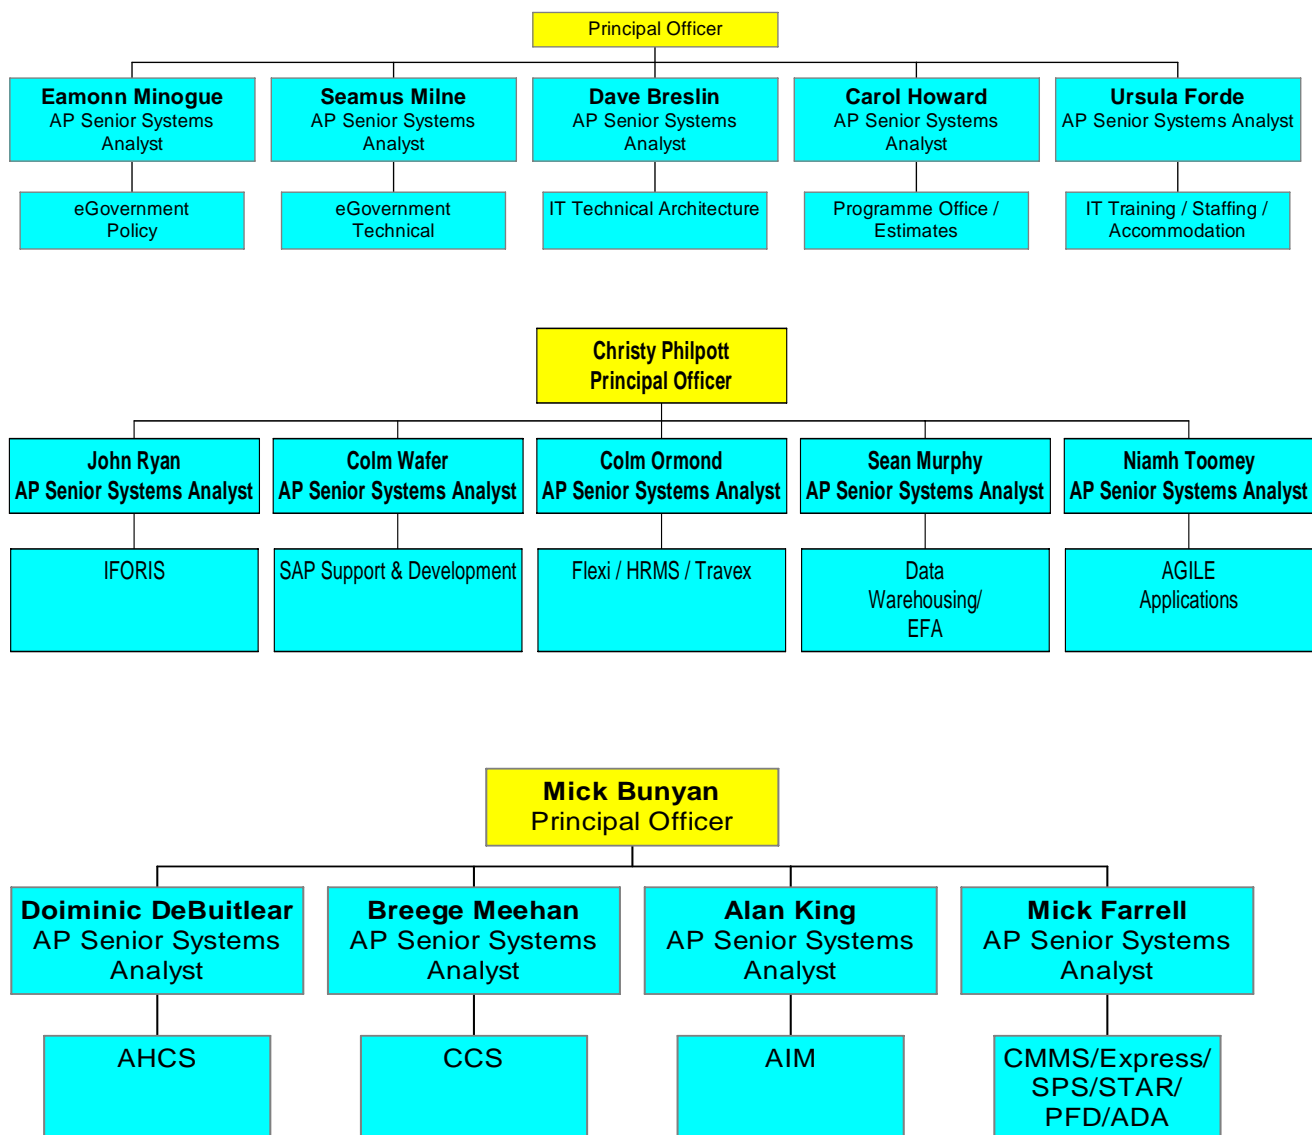 Principal Officer
Eamonn Minogue
AP Senior Systems
Analyst
Seamus Milne
AP Senior Systems
Analyst
Dave Breslin
AP Senior Systems
Analyst
Carol Howard
AP Senior Systems
Analyst
Ursula Forde
AP Senior Systems Analyst
eGovernment
Policy
eGovernment
Technical
IT Technical Architecture
Programme Office /
Estimates
IT Training / Staffing /
Accommodation
Christy Philpott
Principal Officer
John Ryan
AP Senior Systems Analyst
Colm Wafer
AP Senior Systems Analyst
Colm Ormond
AP Senior Systems Analyst
Sean Murphy
AP Senior Systems Analyst
Niamh Toomey
AP Senior Systems Analyst
IFORIS
SAP Support & Development
Flexi / HRMS / Travex
Data
Warehousing/
EFA
AGILE
Applications
Mick Bunyan
Principal Officer
Doiminic DeBuitlear
AP Senior Systems
Analyst
Breege Meehan
AP Senior Systems
Analyst
Alan King
AP Senior Systems
Analyst
Mick Farrell
AP Senior Systems
Analyst
AHCS
CCS
AIM
CMMS/Express/
SPS/STAR/
PFD/ADA